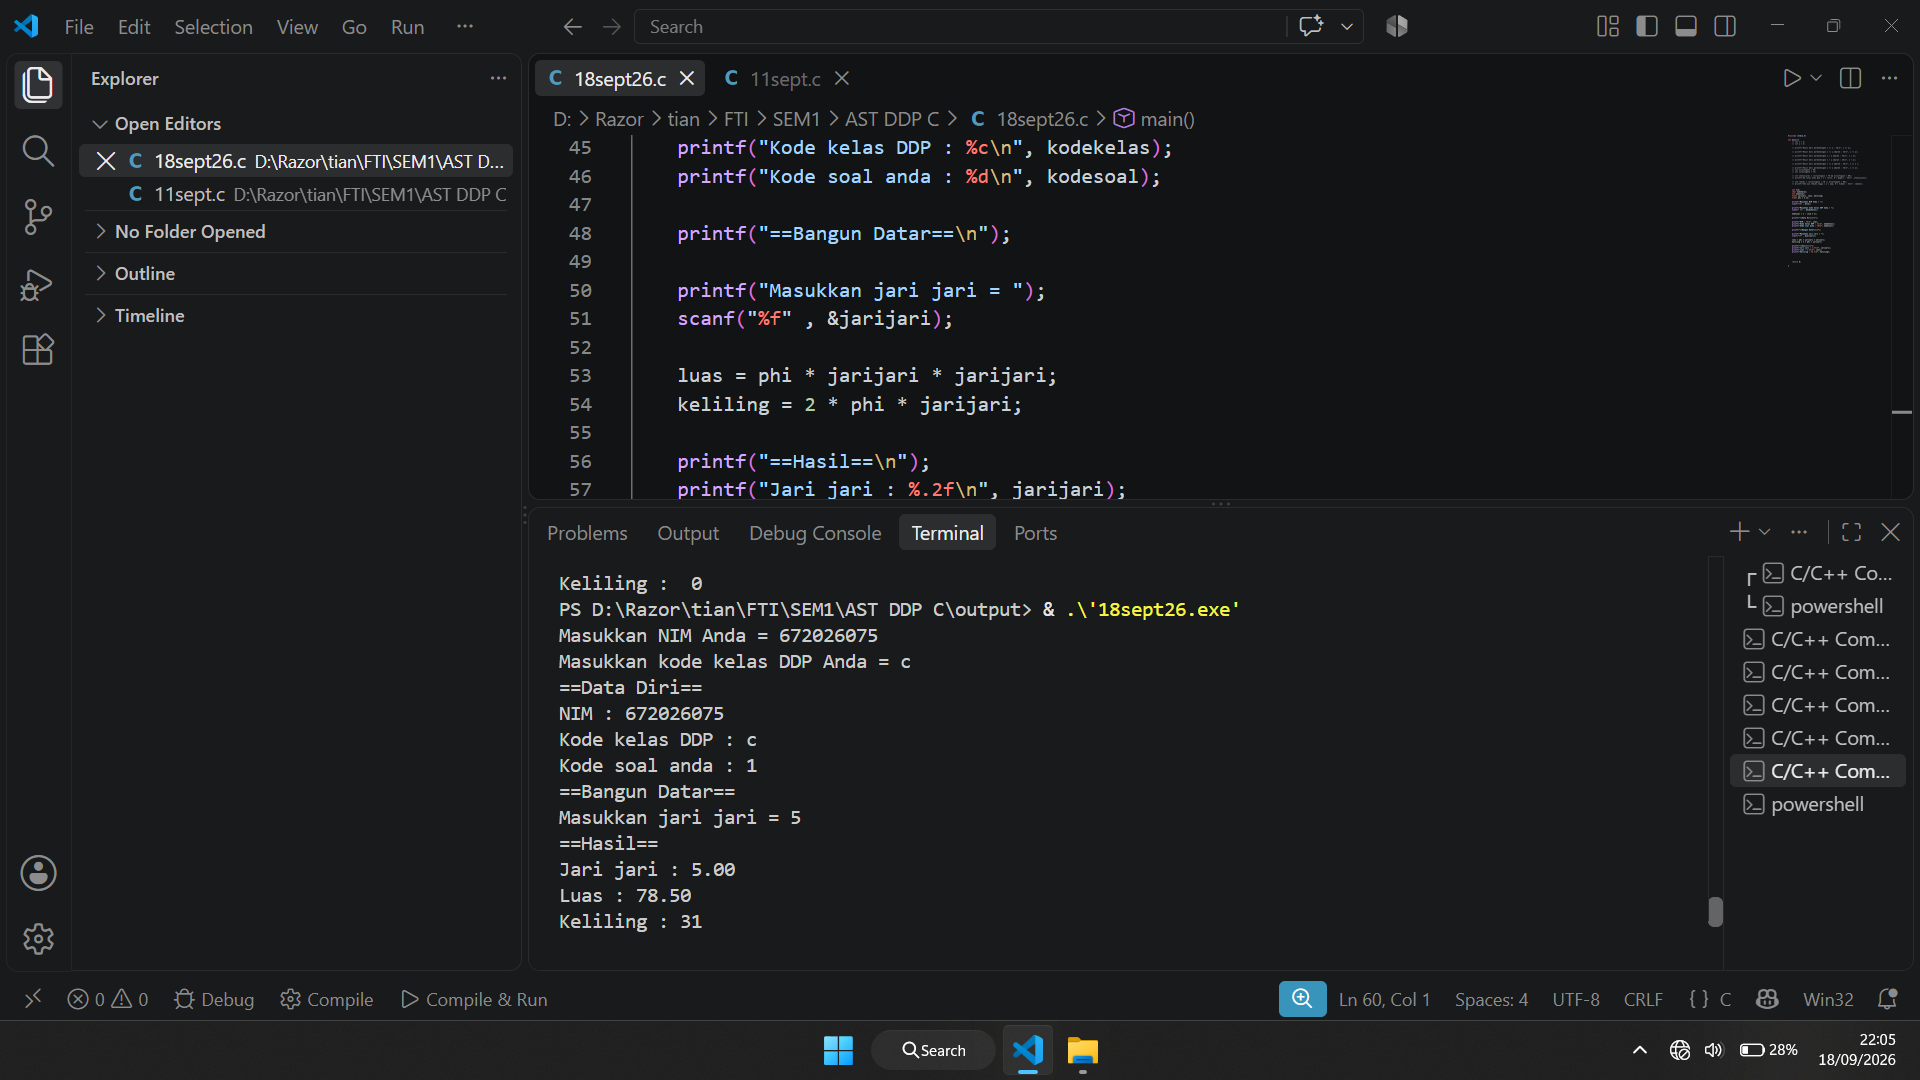 File Edit Selection View Go Run ···
Search
Explorer ···
Open Editors
18sept26.c D:\Razor\tian\FTI\SEM1\AST D...
11sept.c D:\Razor\tian\FTI\SEM1\AST DDP C
No Folder Opened
Outline
Timeline
C 18sept26.c
C 11sept.c
D: > Razor > tian > FTI > SEM1 > AST DDP C > C 18sept26.c > main()
45 printf("Kode kelas DDP : %c\n", kodekelas);
46 printf("Kode soal anda : %d\n", kodesoal);
47
48 printf("==Bangun Datar==\n");
49
50 printf("Masukkan jari jari = ");
51 scanf("%f" , &jarijari);
52
53 luas = phi * jarijari * jarijari;
54 keliling = 2 * phi * jarijari;
55
56 printf("==Hasil==\n");
57 printf("Jari jari : %.2f\n", jarijari);
Problems Output Debug Console Terminal Ports
Keliling :  0
PS D:\Razor\tian\FTI\SEM1\AST DDP C\output> & .\'18sept26.exe'
Masukkan NIM Anda = 672026075
Masukkan kode kelas DDP Anda = c
==Data Diri==
NIM : 672026075
Kode kelas DDP : c
Kode soal anda : 1
==Bangun Datar==
Masukkan jari jari = 5
==Hasil==
Jari jari : 5.00
Luas : 78.50
Keliling : 31
C/C++ Co...
powershell
C/C++ Com...
C/C++ Com...
C/C++ Com...
C/C++ Com...
C/C++ Com...
powershell
0 0 Debug Compile Compile & Run
Ln 60, Col 1 Spaces: 4 UTF-8 CRLF { } C Win32
Search
28%
22:05
18/09/2026